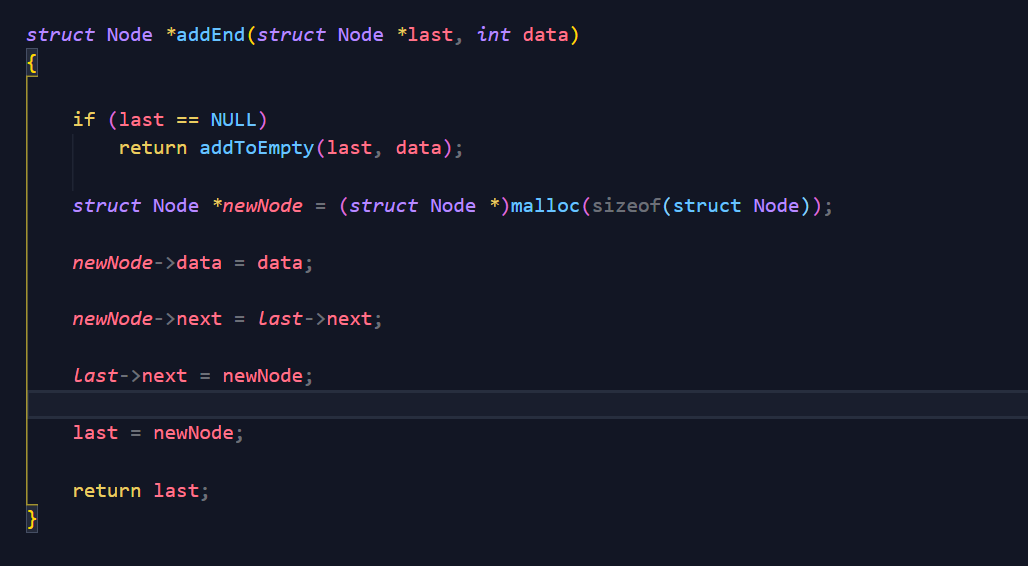 struct Node *addEnd(struct Node *last, int data)
{
if (last == NULL)
return addToEmpty(last, data);
struct Node *newNode = (struct Node *)malloc(sizeof(struct Node));
newNode->data = data;
newNode->next = last->next;
last->next = newNode;
last = newNode;
return last;
}